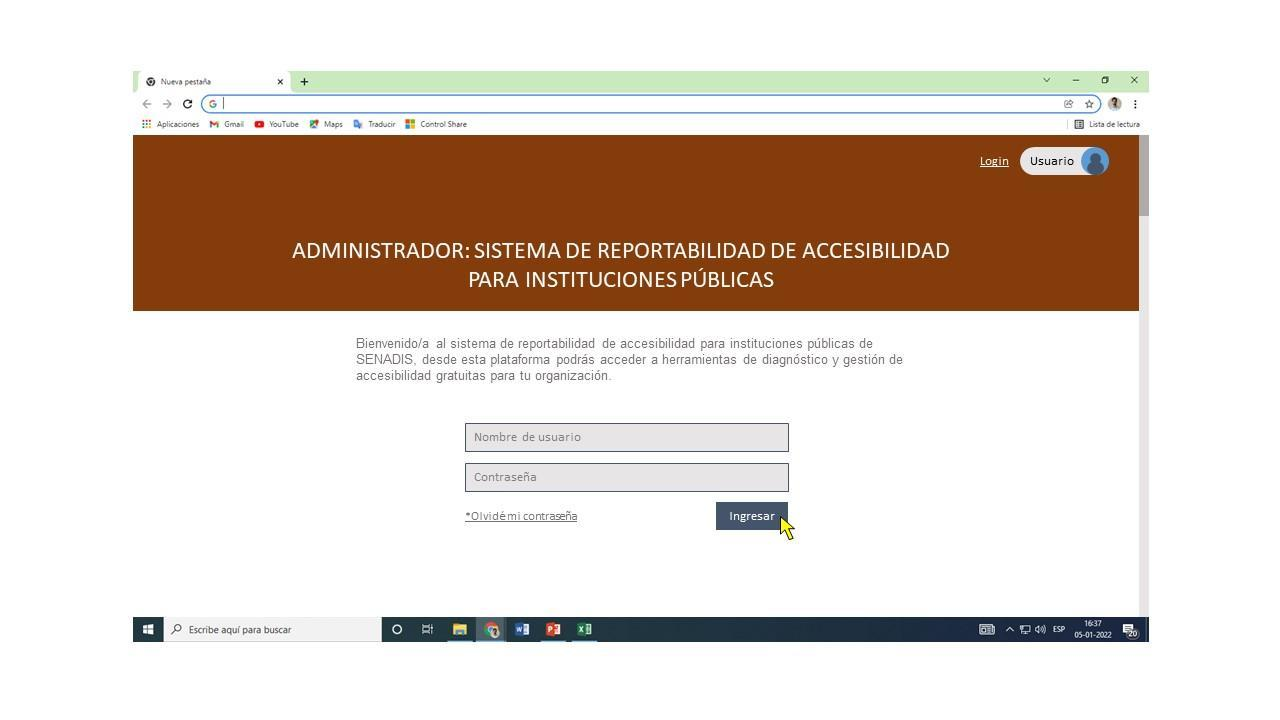 Nueva pestaña
Aplicaciones Gmail YouTube Maps Traducir Control Share Lista de lectura
Login Usuario
ADMINISTRADOR: SISTEMA DE REPORTABILIDAD DE ACCESIBILIDAD
PARA INSTITUCIONES PÚBLICAS
Bienvenido/a al sistema de reportabilidad de accesibilidad para instituciones públicas de
SENADIS, desde esta plataforma podrás acceder a herramientas de diagnóstico y gestión de
accesibilidad gratuitas para tu organización.
Nombre de usuario
Contraseña
*Olvidé mi contraseña Ingresar
Escribe aquí para buscar
ESP
16:37
05-01-2022
20